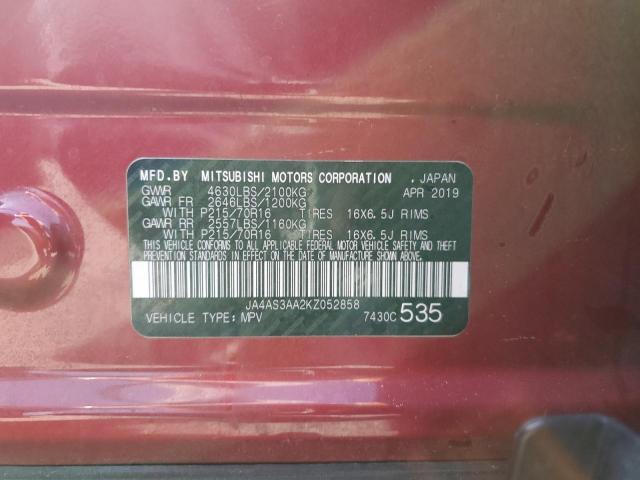 MFD.BY MITSUBISHI MOTORS CORPORATION . JAPAN
GVWR 4630LBS/2100KG APR 2019
GAWR FR 2646LBS/1200KG
WITH P215/70R16 TIRES 16X6.5J RIMS
GAWR RR 2557LBS/1160KG
WITH P215/70R16 TIRES 16X6.5J RIMS
THIS VEHICLE CONFORMS TO ALL APPLICABLE FEDERAL MOTOR VEHICLE SAFETY AND THEFT
PREVENTION STANDARDS IN EFFECT ON THE DATE OF MANUFACTURE SHOWN ABOVE.
JA4AS3AA2KZ052858
VEHICLE TYPE: MPV 7430C 535